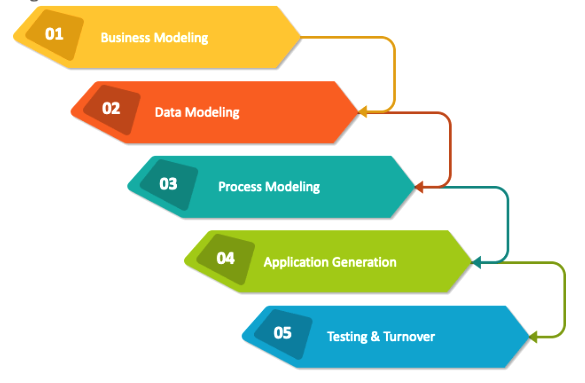 01 Business Modeling
02 Data Modeling
03 Process Modeling
04 Application Generation
05 Testing & Turnover